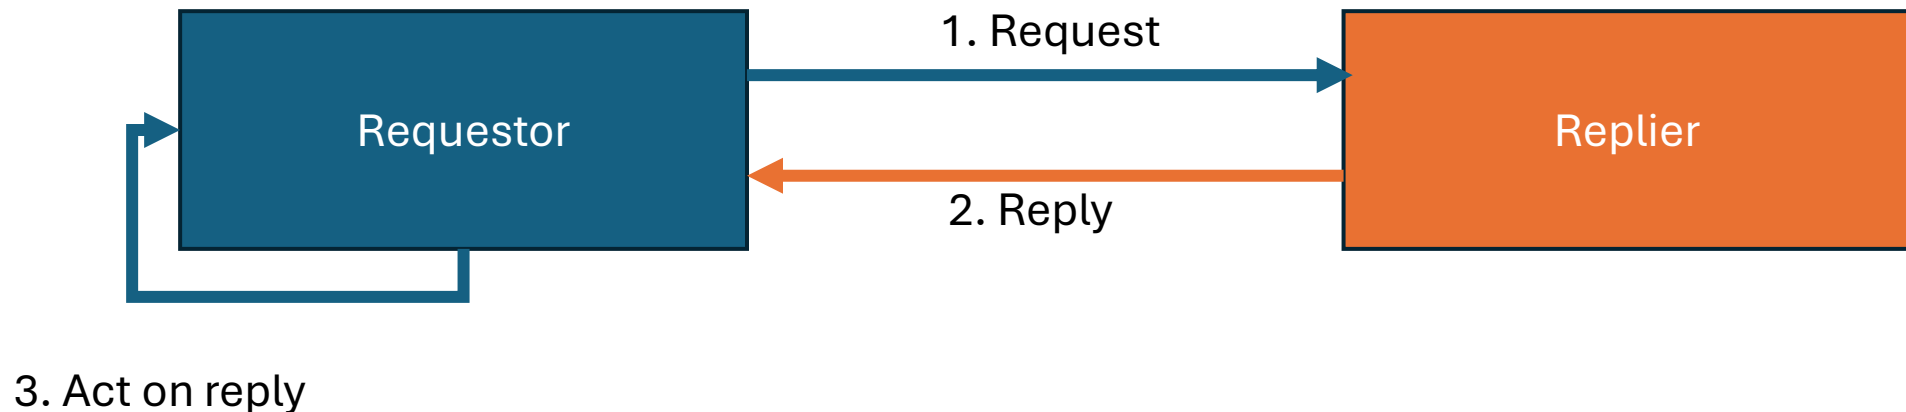 1. Request
Requestor
Replier
2. Reply
3. Act on reply